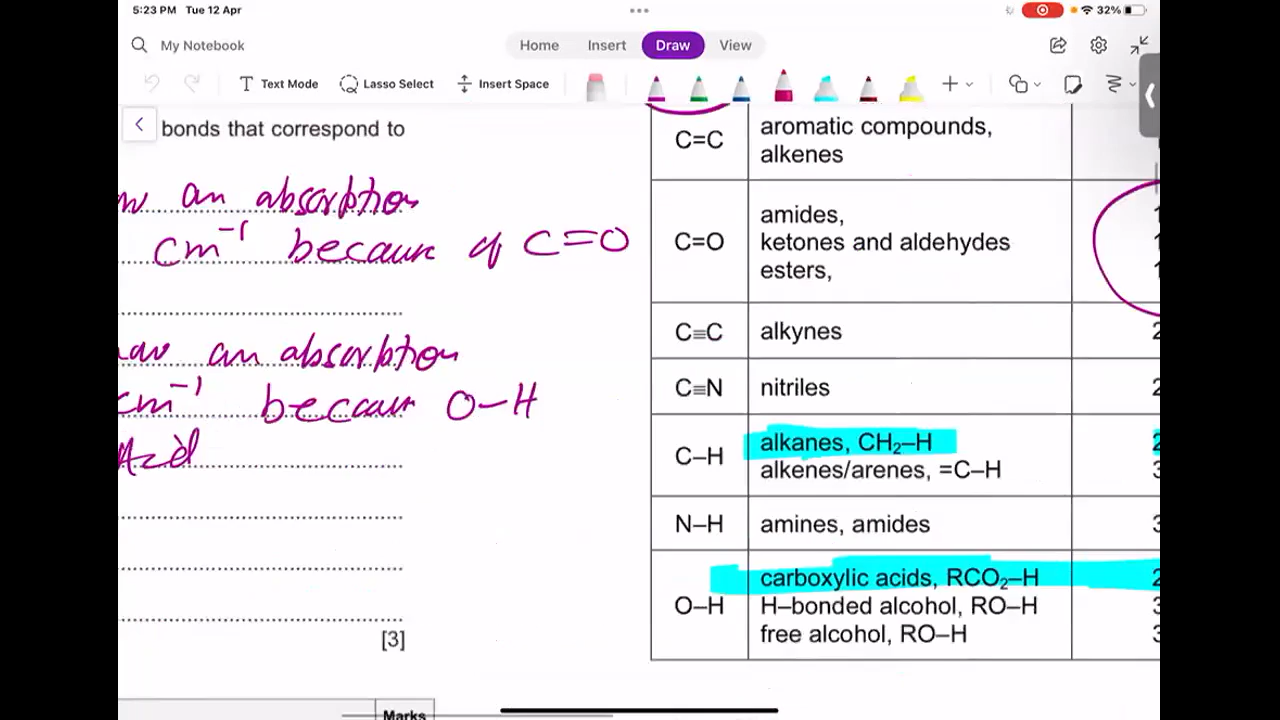 5:23 PM Tue 12 Apr
32%
My Notebook
Home Insert Draw View
Text Mode Lasso Select Insert Space
bonds that correspond to
an absorption
cm⁻¹ because of C=O
an absorption
cm⁻¹ because O–H
Acid
[3]
Marks
C=C aromatic compounds,
alkenes
C=O amides,
ketones and aldehydes
esters,
C≡C alkynes
C≡N nitriles
C–H alkanes, CH₂–H
alkenes/arenes, =C–H
N–H amines, amides
O–H carboxylic acids, RCO₂–H
H–bonded alcohol, RO–H
free alcohol, RO–H